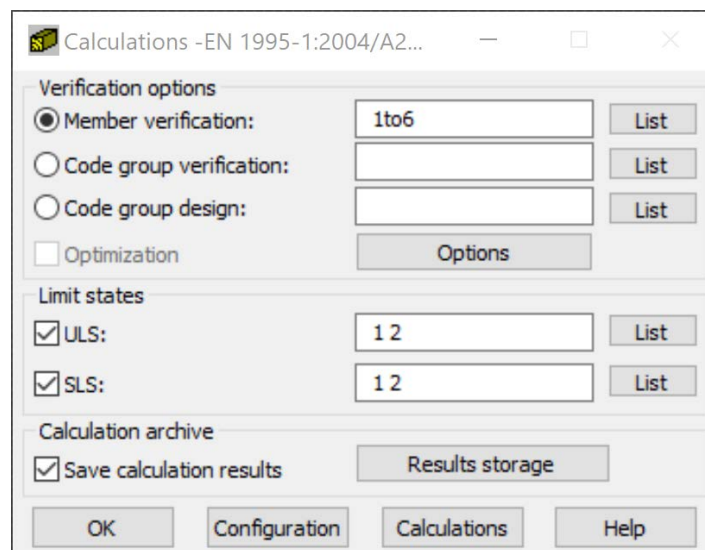 Calculations -EN 1995-1:2004/A2...
Verification options
Member verification: 1to6 List
Code group verification: List
Code group design: List
Optimization Options
Limit states
ULS: 1 2 List
SLS: 1 2 List
Calculation archive
Save calculation results Results storage
OK Configuration Calculations Help